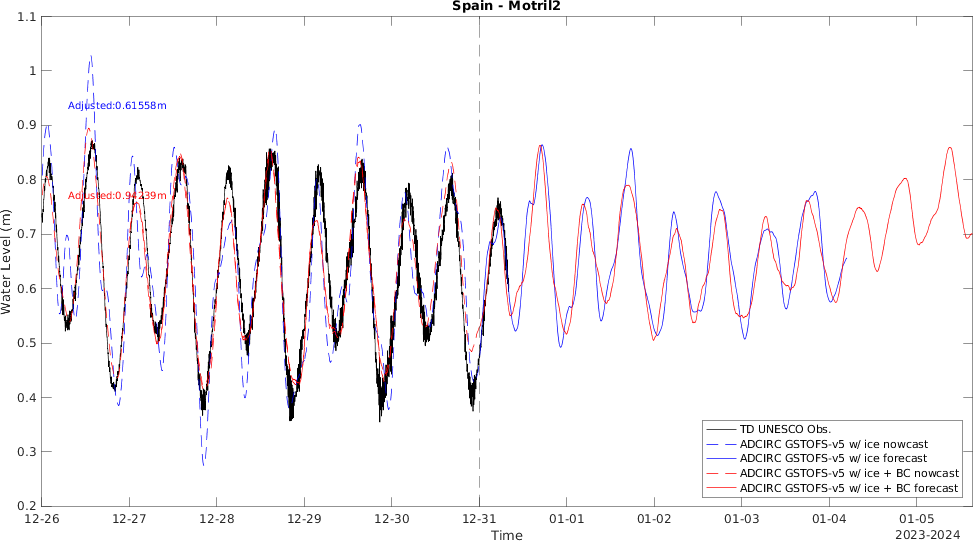 Spain - Motril2
1.1
1
0.9
0.8
0.7
0.6
0.5
0.4
0.3
0.2
Water Level (m)
Adjusted:0.61558m
Adjusted:0.94239m
TD UNESCO Obs.
ADCIRC GSTOFS-v5 w/ ice nowcast
ADCIRC GSTOFS-v5 w/ ice forecast
ADCIRC GSTOFS-v5 w/ ice + BC nowcast
ADCIRC GSTOFS-v5 w/ ice + BC forecast
12-26 12-27 12-28 12-29 12-30 12-31 01-01 01-02 01-03 01-04 01-05
Time
2023-2024